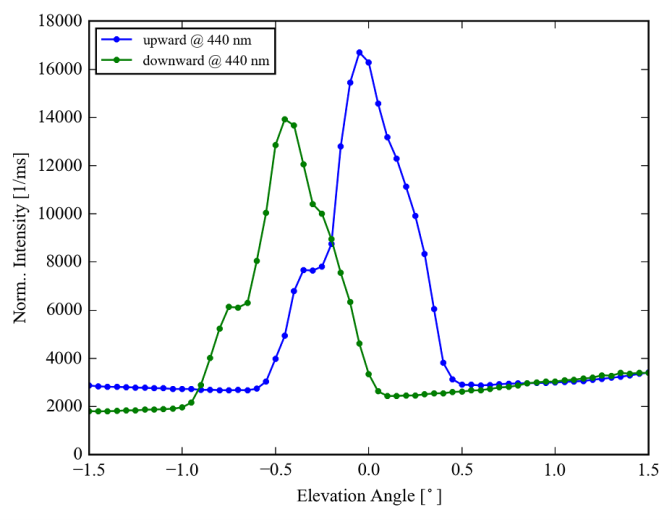 18000
16000
14000
12000
10000
8000
6000
4000
2000
0
upward @ 440 nm
downward @ 440 nm
Norm.. Intensity [1/ms]
−1.5 −1.0 −0.5 0.0 0.5 1.0 1.5
Elevation Angle [°]